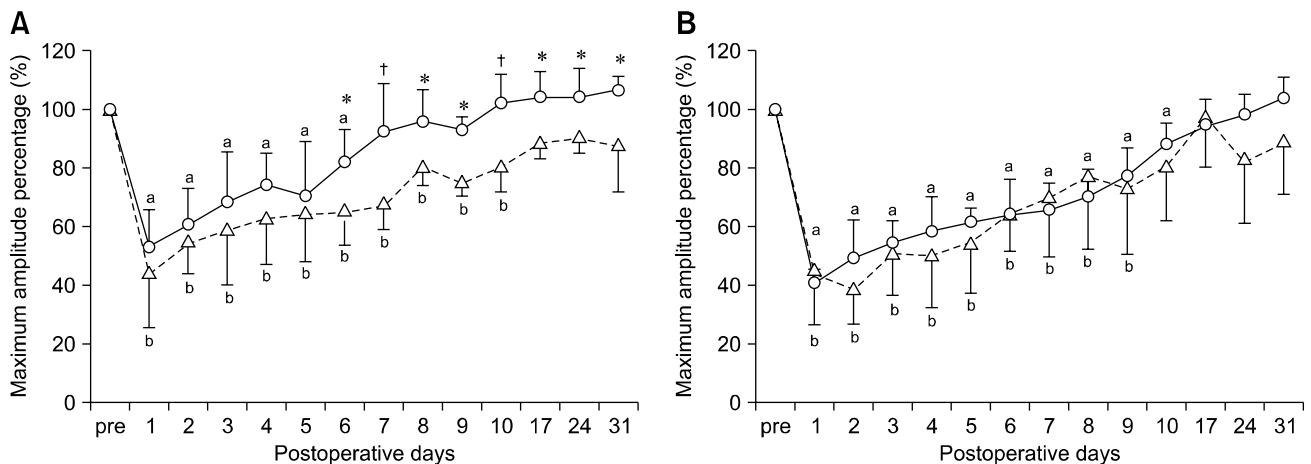 A
Maximum amplitude percentage (%)
120
100
80
60
40
20
0
a a a a a a * † * * † * * *
b b b b b b b b b b
pre 1 2 3 4 5 6 7 8 9 10 17 24 31
Postoperative days
B
Maximum amplitude percentage (%)
120
100
80
60
40
20
0
a a a a a a a a a a
b b b b b b b b b
pre 1 2 3 4 5 6 7 8 9 10 17 24 31
Postoperative days